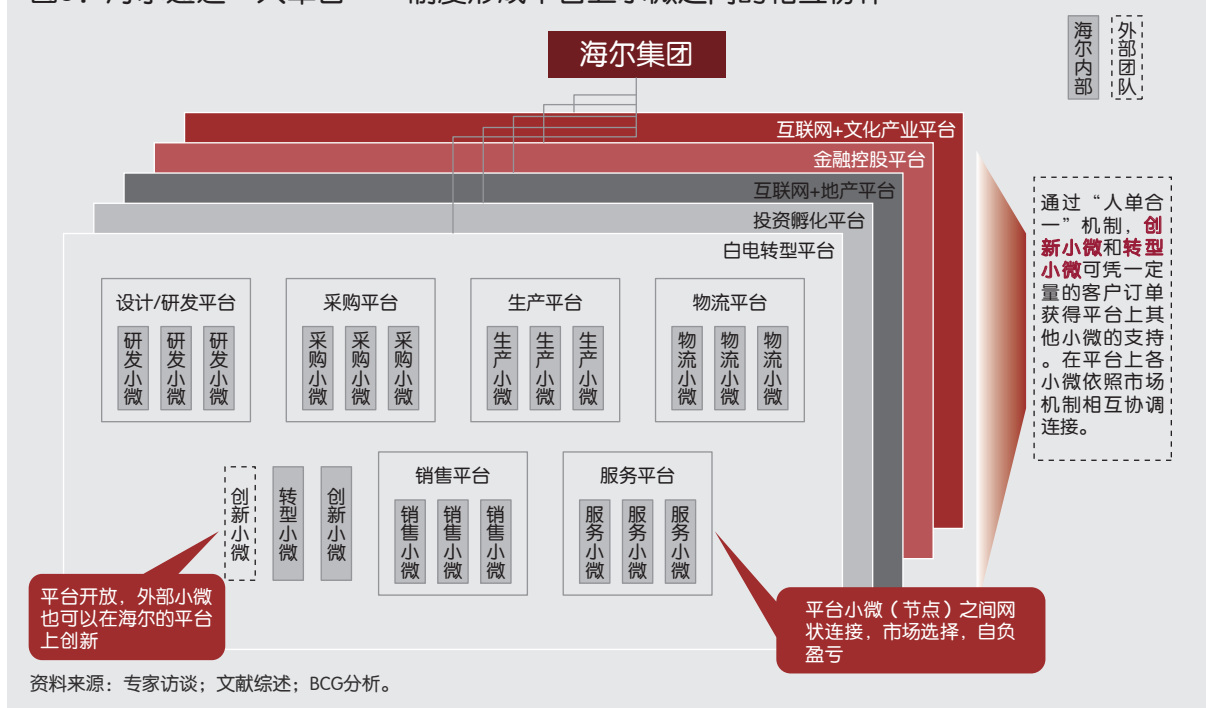 海尔集团
海尔内部
外部团队
互联网+文化产业平台
金融控股平台
互联网+地产平台
投资孵化平台
白电转型平台
设计/研发平台
研发小微
研发小微
研发小微
采购平台
采购小微
采购小微
采购小微
生产平台
生产小微
生产小微
生产小微
物流平台
物流小微
物流小微
物流小微
创新小微
转型小微
创新小微
销售平台
销售小微
销售小微
销售小微
服务平台
服务小微
服务小微
服务小微
通过“人单合
一”机制，创
新小微和转型
小微可凭一定
量的客户订单
获得平台上其
他小微的支持
。在平台上各
小微依照市场
机制相互协调
连接。
平台开放，外部小微
也可以在海尔的平台
上创新
平台小微（节点）之间网
状连接，市场选择，自负
盈亏
资料来源：专家访谈；文献综述；BCG分析。